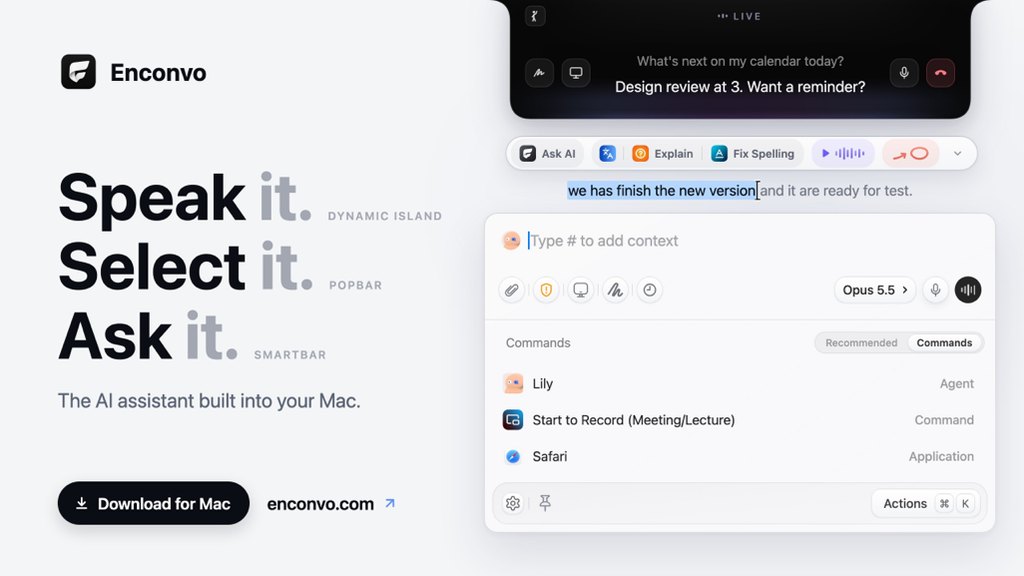 Enconvo
Speak it. DYNAMIC ISLAND
Select it. POPBAR
Ask it. SMARTBAR
The AI assistant built into your Mac.
Download for Mac
enconvo.com
LIVE
What's next on my calendar today?
Design review at 3. Want a reminder?
Ask AI Explain Fix Spelling
we has finish the new version and it are ready for test.
Type # to add context
Opus 5.5
Commands Recommended Commands
Lily Agent
Start to Record (Meeting/Lecture) Command
Safari Application
Actions ⌘ K